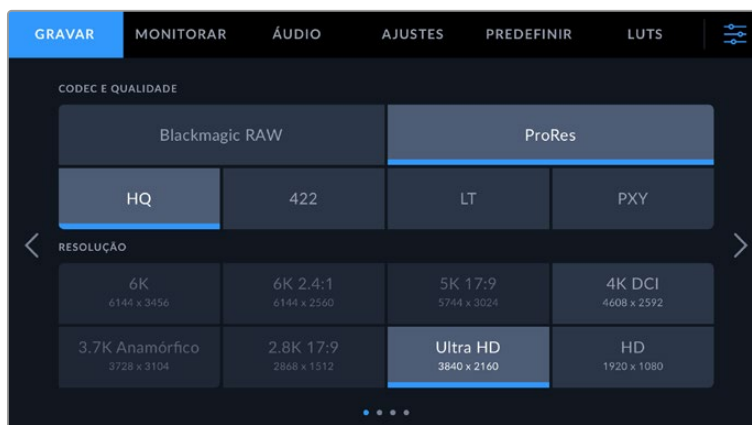 GRAVAR MONITORAR ÁUDIO AJUSTES PREDEFINIR LUTS
CODEC E QUALIDADE
Blackmagic RAW ProRes
HQ 422 LT PXY
RESOLUÇÃO
6K 6K 2.4:1 5K 17:9 4K DCI
6144 x 3456 6144 x 2560 5744 x 3024 4608 x 2592
3.7K Anamórfico 2.8K 17:9 Ultra HD HD
3728 x 3104 2868 x 1512 3840 x 2160 1920 x 1080